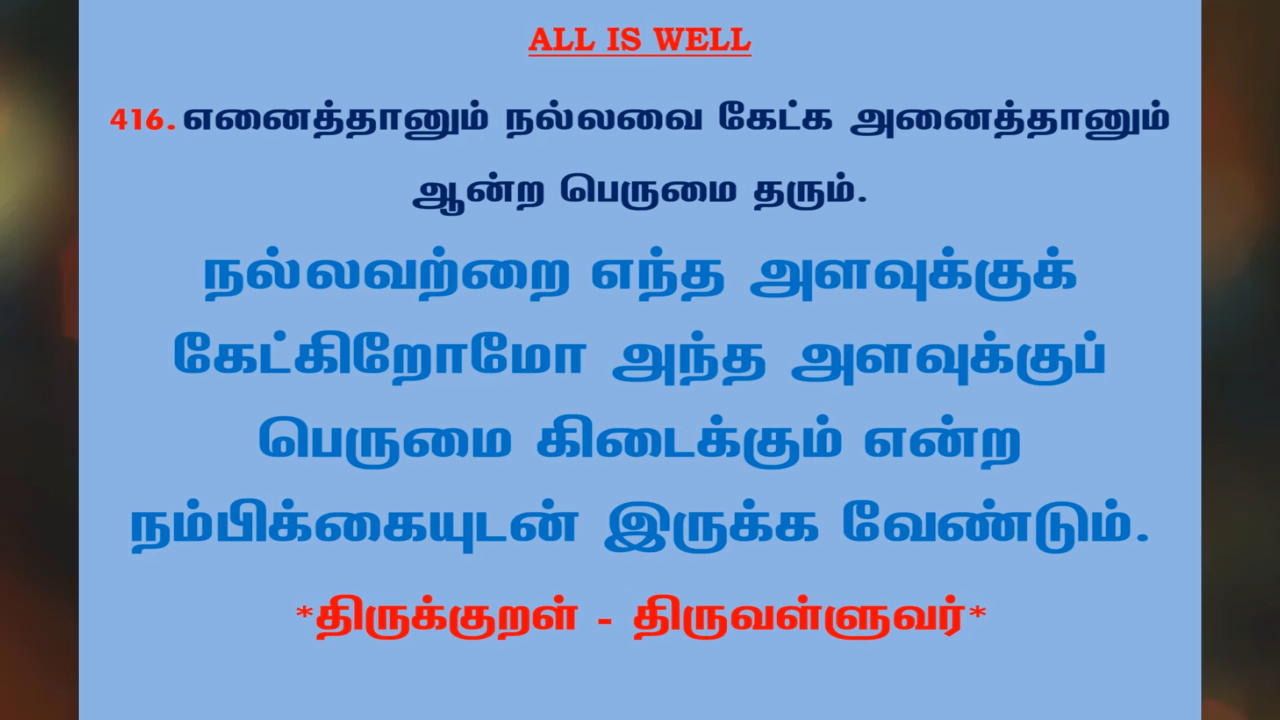 ALL IS WELL
416. எனைத்தானும் நல்லவை கேட்க அனைத்தானும்
ஆன்ற பெருமை தரும்.
நல்லவற்றை எந்த அளவுக்குக்
கேட்கிறோமோ அந்த அளவுக்குப்
பெருமை கிடைக்கும் என்ற
நம்பிக்கையுடன் இருக்க வேண்டும்.
*திருக்குறள் - திருவள்ளுவர்*